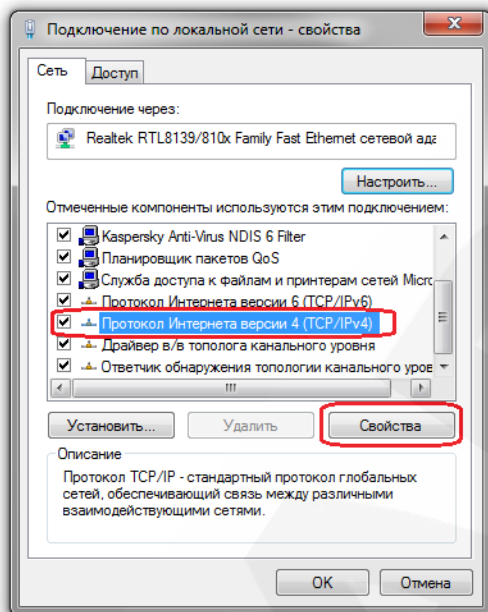 Подключение по локальной сети - свойства
Сеть
Доступ
Подключение через:
Realtek RTL8139/810x Family Fast Ethernet сетевой ада
Настроить...
Отмеченные компоненты используются этим подключением:
Kaspersky Anti-Virus NDIS 6 Filter
Планировщик пакетов QoS
Служба доступа к файлам и принтерам сетей Micro
Протокол Интернета версии 6 (TCP/IPv6)
Протокол Интернета версии 4 (TCP/IPv4)
Драйвер в/в тополога канального уровня
Ответчик обнаружения топологии канального уров
Установить...
Удалить
Свойства
Описание
Протокол TCP/IP - стандартный протокол глобальных
сетей, обеспечивающий связь между различными
взаимодействующими сетями.
OK
Отмена